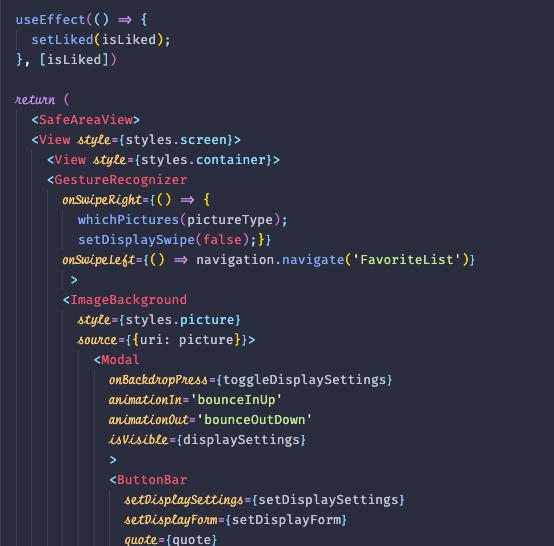 useEffect(() => {
  setLiked(isLiked);
}, [isLiked])

return (
  <SafeAreaView>
  <View style={styles.screen}>
    <View style={styles.container}>
    <GestureRecognizer
      onSwipeRight={() => {
        whichPictures(pictureType);
        setDisplaySwipe(false);}}
      onSwipeLeft={() => navigation.navigate('FavoriteList')}
       >
      <ImageBackground
        style={styles.picture}
        source={{uri: picture}}>
          <Modal
            onBackdropPress={toggleDisplaySettings}
            animationIn='bounceInUp'
            animationOut='bounceOutDown'
            isVisible={displaySettings}
            >
            <ButtonBar
              setDisplaySettings={setDisplaySettings}
              setDisplayForm={setDisplayForm}
              quote={quote}